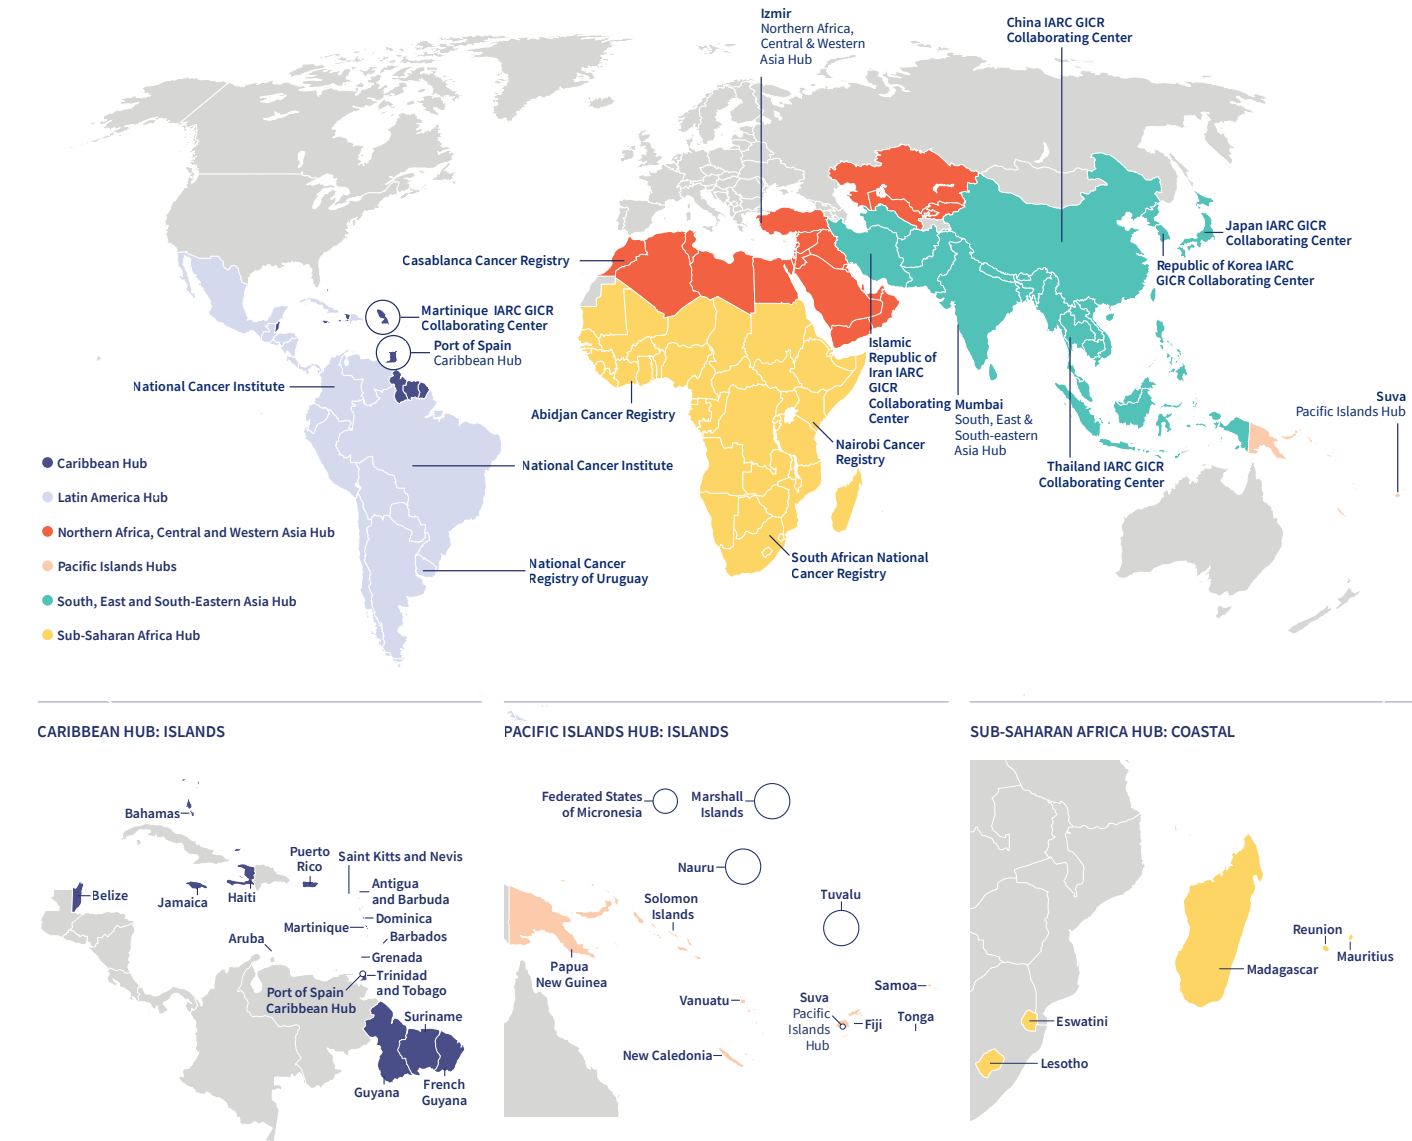 Izmir
Northern Africa,
Central & Western
Asia Hub
China IARC GICR
Collaborating Center
Japan IARC GICR
Collaborating Center
Republic of Korea IARC
GICR Collaborating Center
Casablanca Cancer Registry
Martinique IARC GICR
Collaborating Center
Port of Spain
Caribbean Hub
National Cancer Institute
Abidjan Cancer Registry
Islamic
Republic of
Iran IARC
GICR
Collaborating
Center
Mumbai
South, East &
South-eastern
Asia Hub
Suva
Pacific Islands Hub
Nairobi Cancer
Registry
National Cancer Institute
Thailand IARC GICR
Collaborating Center
South African National
Cancer Registry
National Cancer
Registry of Uruguay
Caribbean Hub
Latin America Hub
Northern Africa, Central and Western Asia Hub
Pacific Islands Hubs
South, East and South-Eastern Asia Hub
Sub-Saharan Africa Hub
CARIBBEAN HUB: ISLANDS
Bahamas
Puerto
Rico
Saint Kitts and Nevis
Belize
Jamaica
Haiti
Antigua
and Barbuda
Dominica
Martinique
Barbados
Aruba
Grenada
Trinidad
and Tobago
Port of Spain
Caribbean Hub
Suriname
Guyana
French
Guyana
PACIFIC ISLANDS HUB: ISLANDS
Federated States
of Micronesia
Marshall
Islands
Nauru
Solomon
Islands
Tuvalu
Papua
New Guinea
Vanuatu
Samoa
Suva
Pacific
Islands
Hub
Fiji
Tonga
New Caledonia
SUB-SAHARAN AFRICA HUB: COASTAL
Reunion
Mauritius
Madagascar
Eswatini
Lesotho